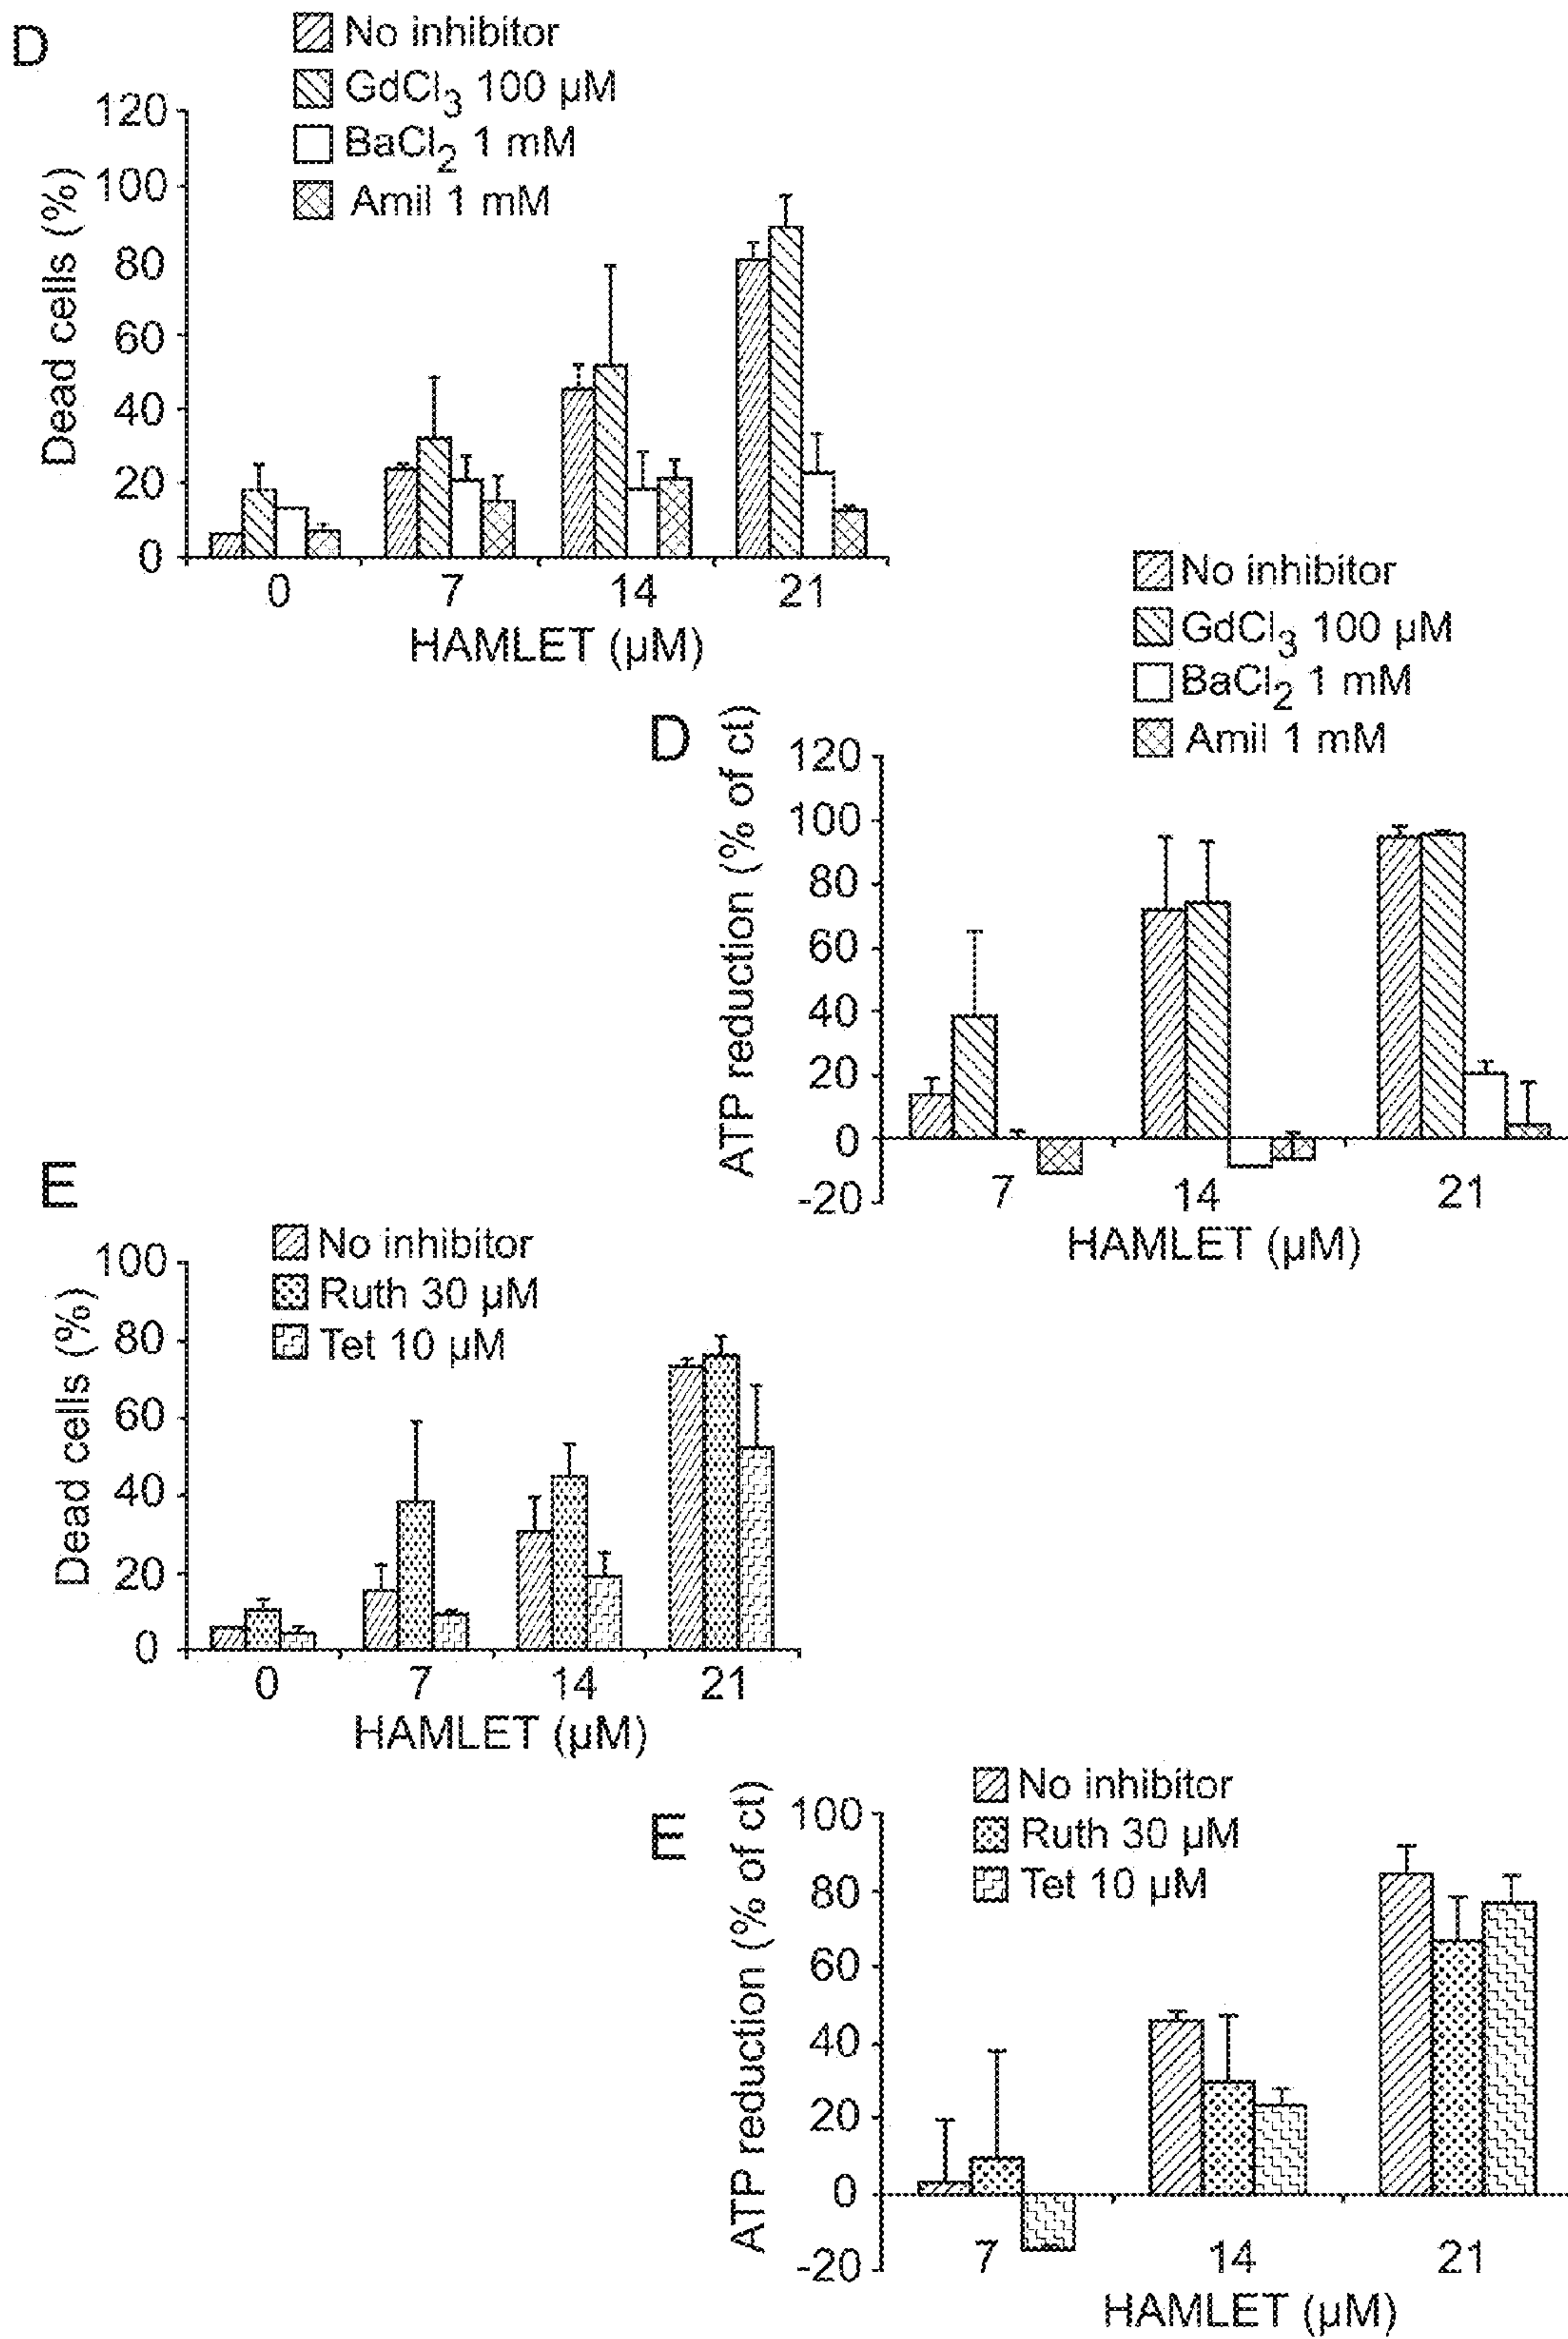 D
No inhibitor
GdCl3 100 µM
BaCl2 1 mM
Amil 1 mM
Dead cells (%)
120
100
80
60
40
20
0
0 7 14 21
HAMLET (µM)
D
No inhibitor
GdCl3 100 µM
BaCl2 1 mM
Amil 1 mM
ATP reduction (% of ct)
120
100
80
60
40
20
0
-20
7 14 21
HAMLET (µM)
E
No inhibitor
Ruth 30 µM
Tet 10 µM
Dead cells (%)
100
80
60
40
20
0
0 7 14 21
HAMLET (µM)
E
No inhibitor
Ruth 30 µM
Tet 10 µM
ATP reduction (% of ct)
100
80
60
40
20
0
-20
7 14 21
HAMLET (µM)